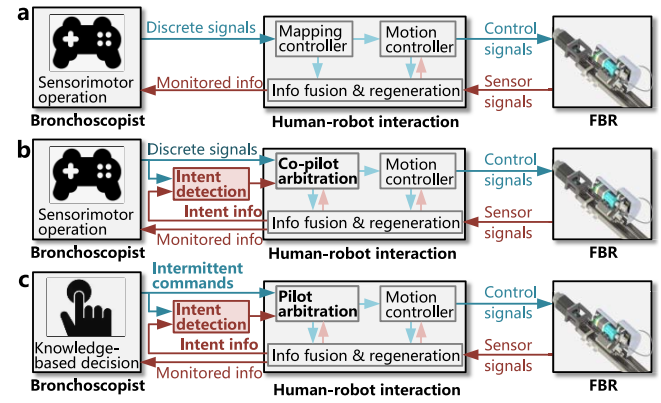 a
Discrete signals
Mapping
controller
Motion
controller
Control
signals
Sensorimotor
operation
Monitored info
Info fusion & regeneration
Sensor
signals
Bronchoscopist
Human-robot interaction
FBR
b
Discrete signals
Intent
detection
Co-pilot
arbitration
Motion
controller
Control
signals
Sensorimotor
operation
Intent info
Monitored info
Info fusion & regeneration
Sensor
signals
Bronchoscopist
Human-robot interaction
FBR
c
Intermittent
commands
Intent
detection
Pilot
arbitration
Motion
controller
Control
signals
Knowledge-
based decision
Intent info
Monitored info
Info fusion & regeneration
Sensor
signals
Bronchoscopist
Human-robot interaction
FBR